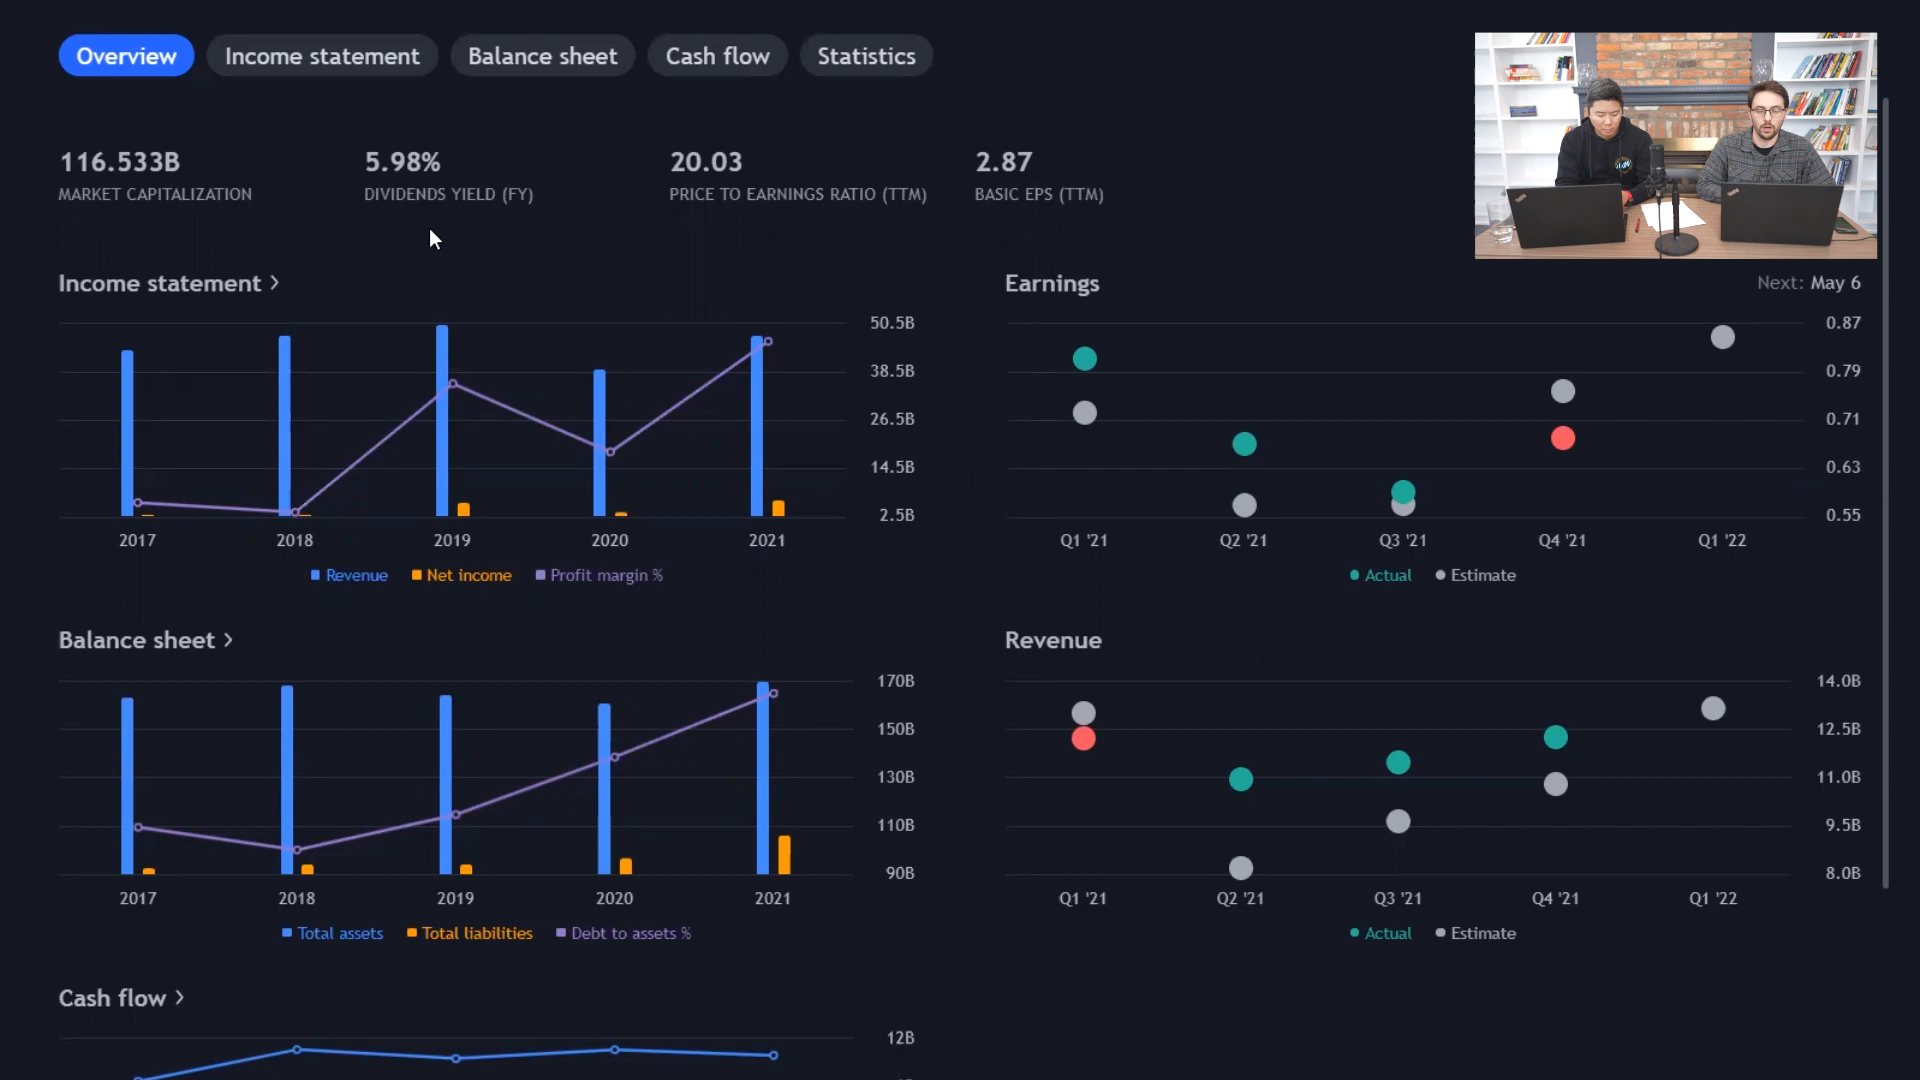 Overview Income statement Balance sheet Cash flow Statistics
116.533B 5.98% 20.03 2.87
MARKET CAPITALIZATION DIVIDENDS YIELD (FY) PRICE TO EARNINGS RATIO (TTM) BASIC EPS (TTM)
Income statement >
50.5B
38.5B
26.5B
14.5B
2.5B
2017 2018 2019 2020 2021
Revenue Net income Profit margin %
Earnings
Next: May 6
0.87
0.79
0.71
0.63
0.55
Q1 '21 Q2 '21 Q3 '21 Q4 '21 Q1 '22
Actual Estimate
Balance sheet >
170B
150B
130B
110B
90B
2017 2018 2019 2020 2021
Total assets Total liabilities Debt to assets %
Revenue
14.0B
12.5B
11.0B
9.5B
8.0B
Q1 '21 Q2 '21 Q3 '21 Q4 '21 Q1 '22
Actual Estimate
Cash flow >
12B